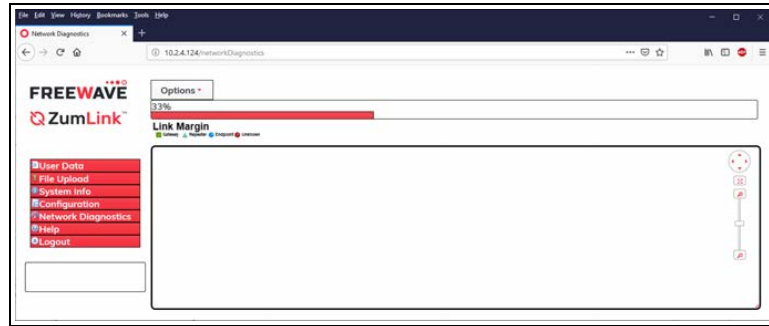 File Edit View History Bookmarks Tools Help
Network Diagnostics
10.2.4.124/networkDiagnostics
FREEWAVE
ZumLink™
Options
33%
Link Margin
Gateway Repeater Endpoint Unknown
User Data
File Upload
System Info
Configuration
Network Diagnostics
Help
Logout